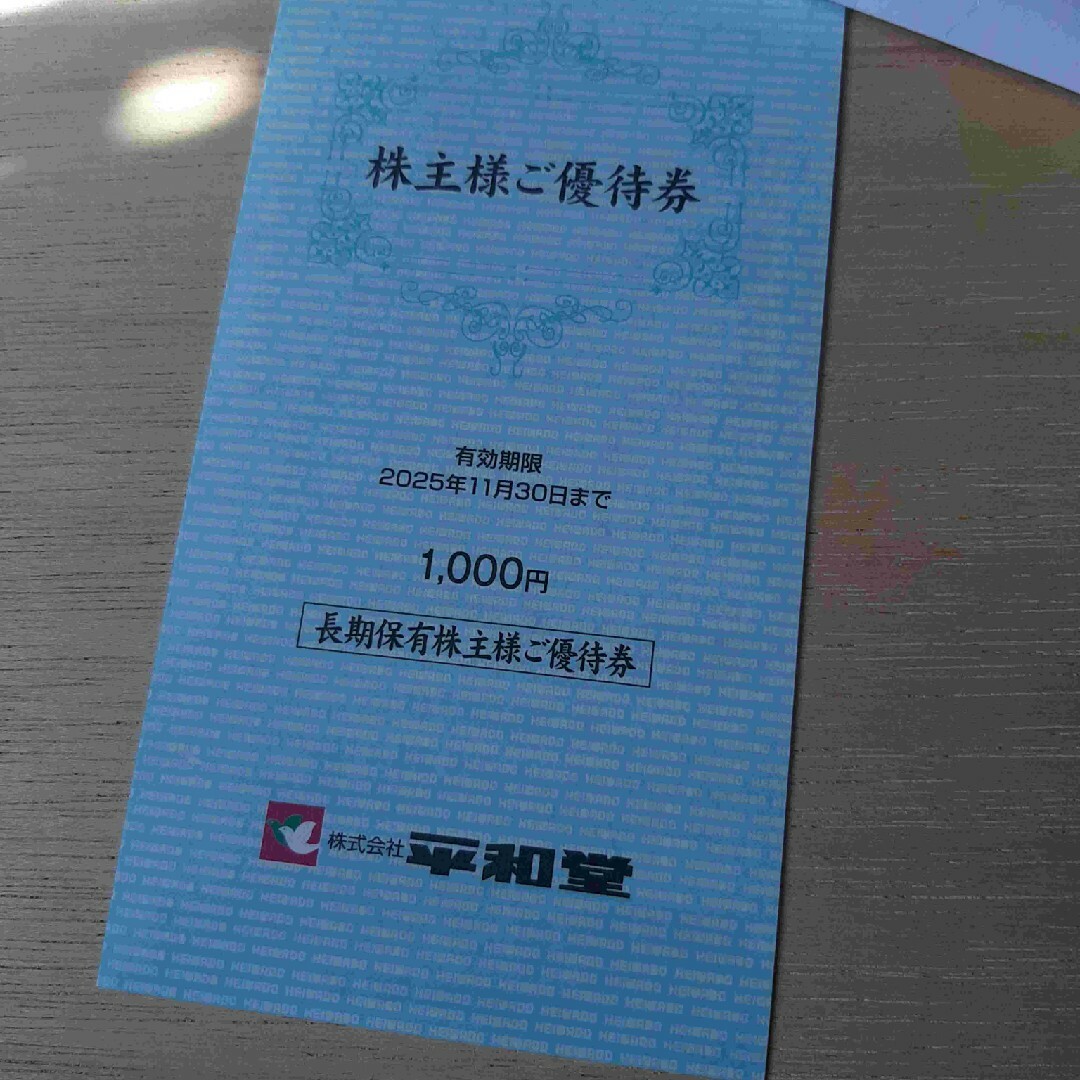 株主様ご優待券
有効期限
2025年11月30日まで
1,000円
長期保有株主様ご優待券
株式会社 平和堂